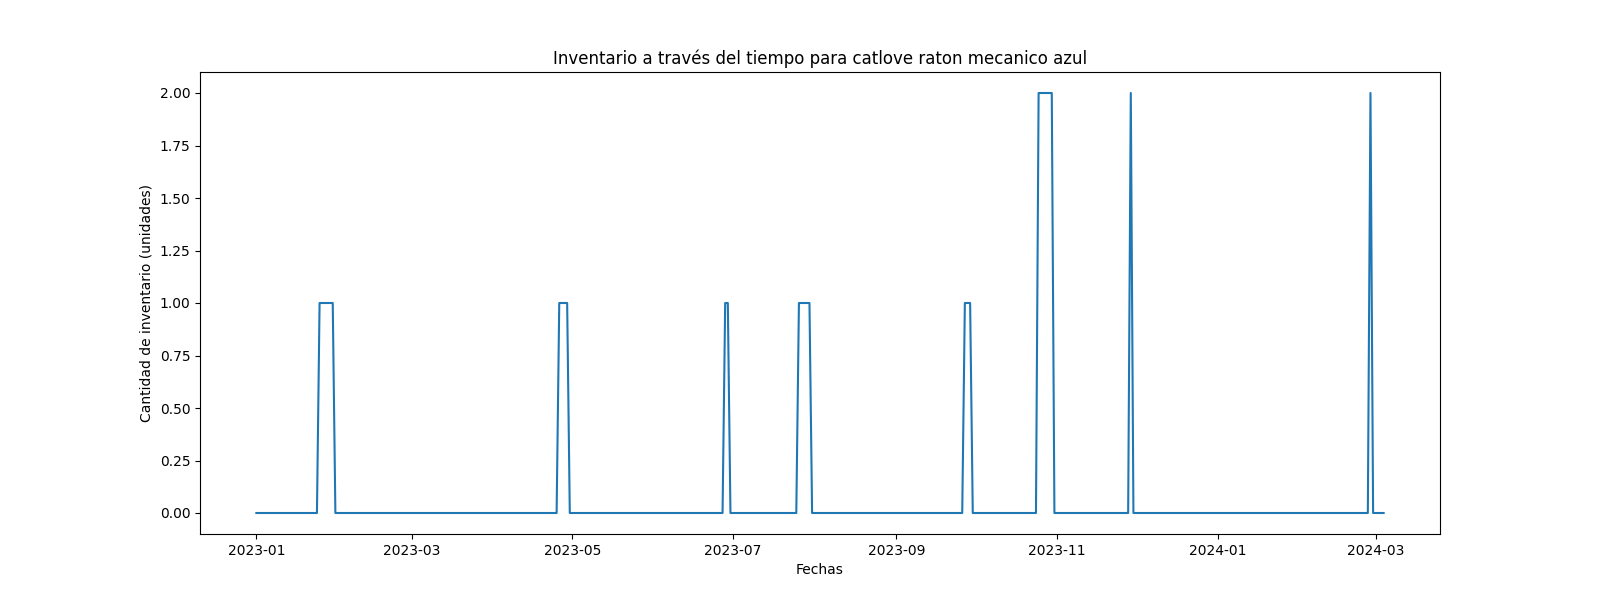 Inventario a través del tiempo para catlove raton mecanico azul
Cantidad de inventario (unidades)
2.00
1.75
1.50
1.25
1.00
0.75
0.50
0.25
0.00
2023-01 2023-03 2023-05 2023-07 2023-09 2023-11 2024-01 2024-03
Fechas